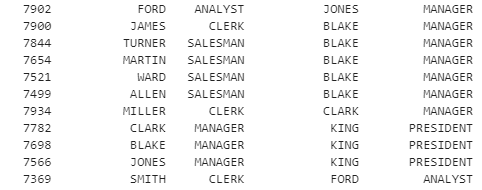 7902 FORD ANALYST JONES MANAGER
7900 JAMES CLERK BLAKE MANAGER
7844 TURNER SALESMAN BLAKE MANAGER
7654 MARTIN SALESMAN BLAKE MANAGER
7521 WARD SALESMAN BLAKE MANAGER
7499 ALLEN SALESMAN BLAKE MANAGER
7934 MILLER CLERK CLARK MANAGER
7782 CLARK MANAGER KING PRESIDENT
7698 BLAKE MANAGER KING PRESIDENT
7566 JONES MANAGER KING PRESIDENT
7369 SMITH CLERK FORD ANALYST